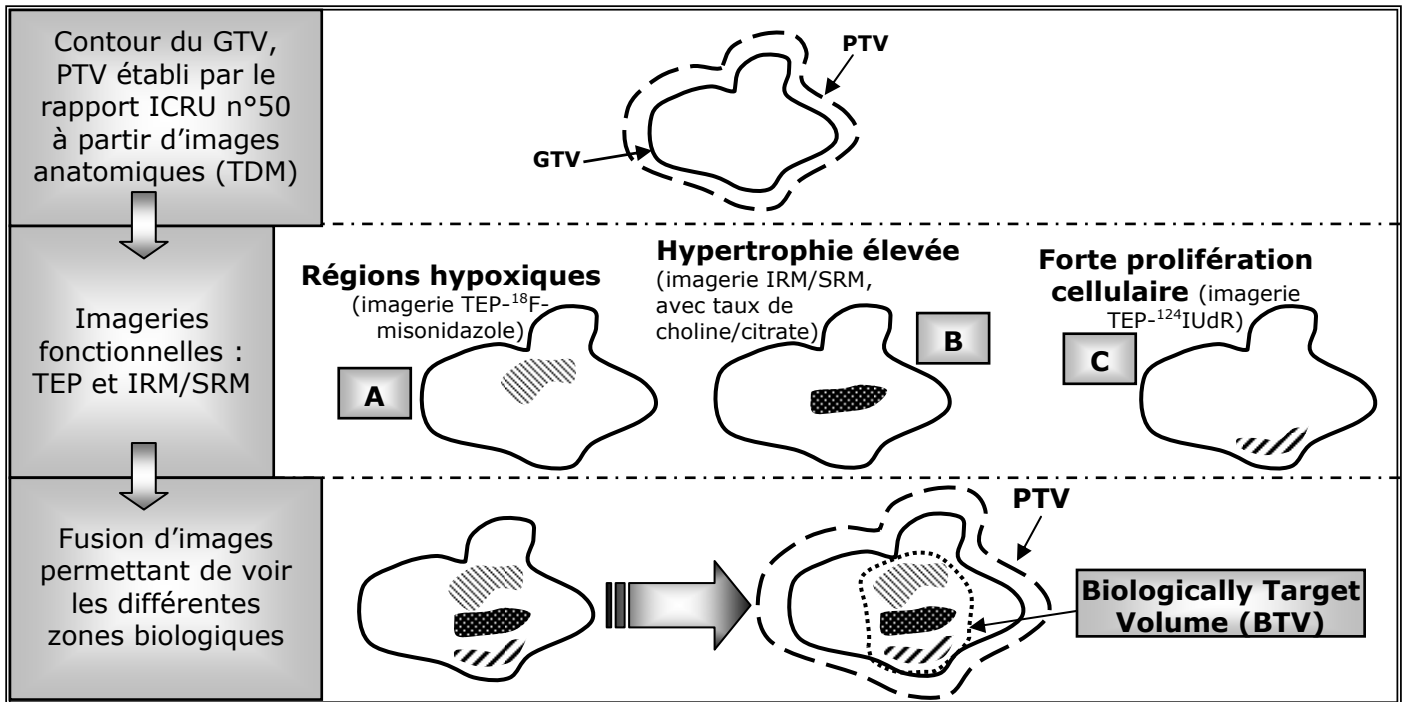 Contour du GTV,
PTV établi par le
rapport ICRU n°50
à partir d’images
anatomiques (TDM)
PTV
GTV
Imageries
fonctionnelles :
TEP et IRM/SRM
Régions hypoxiques
(imagerie TEP-¹⁸F-
misonidazole)
A
Hypertrophie élevée
(imagerie IRM/SRM,
avec taux de
choline/citrate)
B
Forte prolifération
cellulaire (imagerie
TEP-¹²⁴IUdR)
C
Fusion d’images
permettant de voir
les différentes
zones biologiques
PTV
Biologically Target
Volume (BTV)